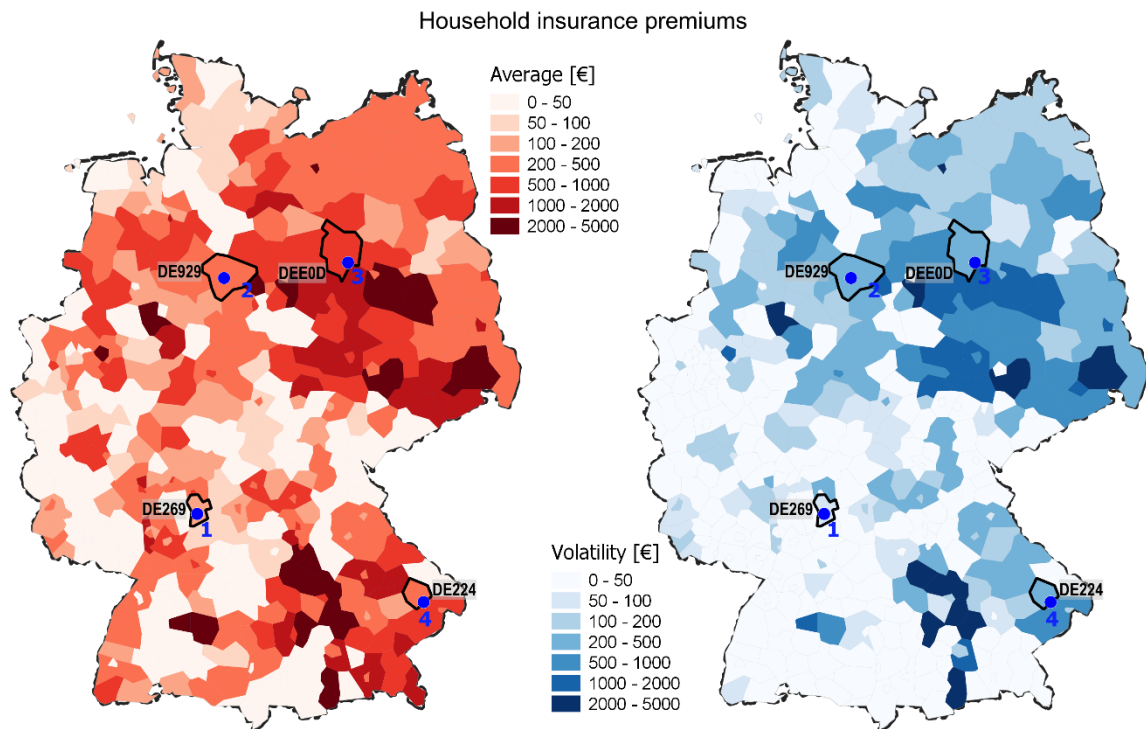 Household insurance premiums
Average [€]
0 - 50
50 - 100
100 - 200
200 - 500
500 - 1000
1000 - 2000
2000 - 5000
DE929
2
DEE0D
3
DE269
1
DE224
4
DE929
2
DEE0D
3
DE269
1
DE224
4
Volatility [€]
0 - 50
50 - 100
100 - 200
200 - 500
500 - 1000
1000 - 2000
2000 - 5000